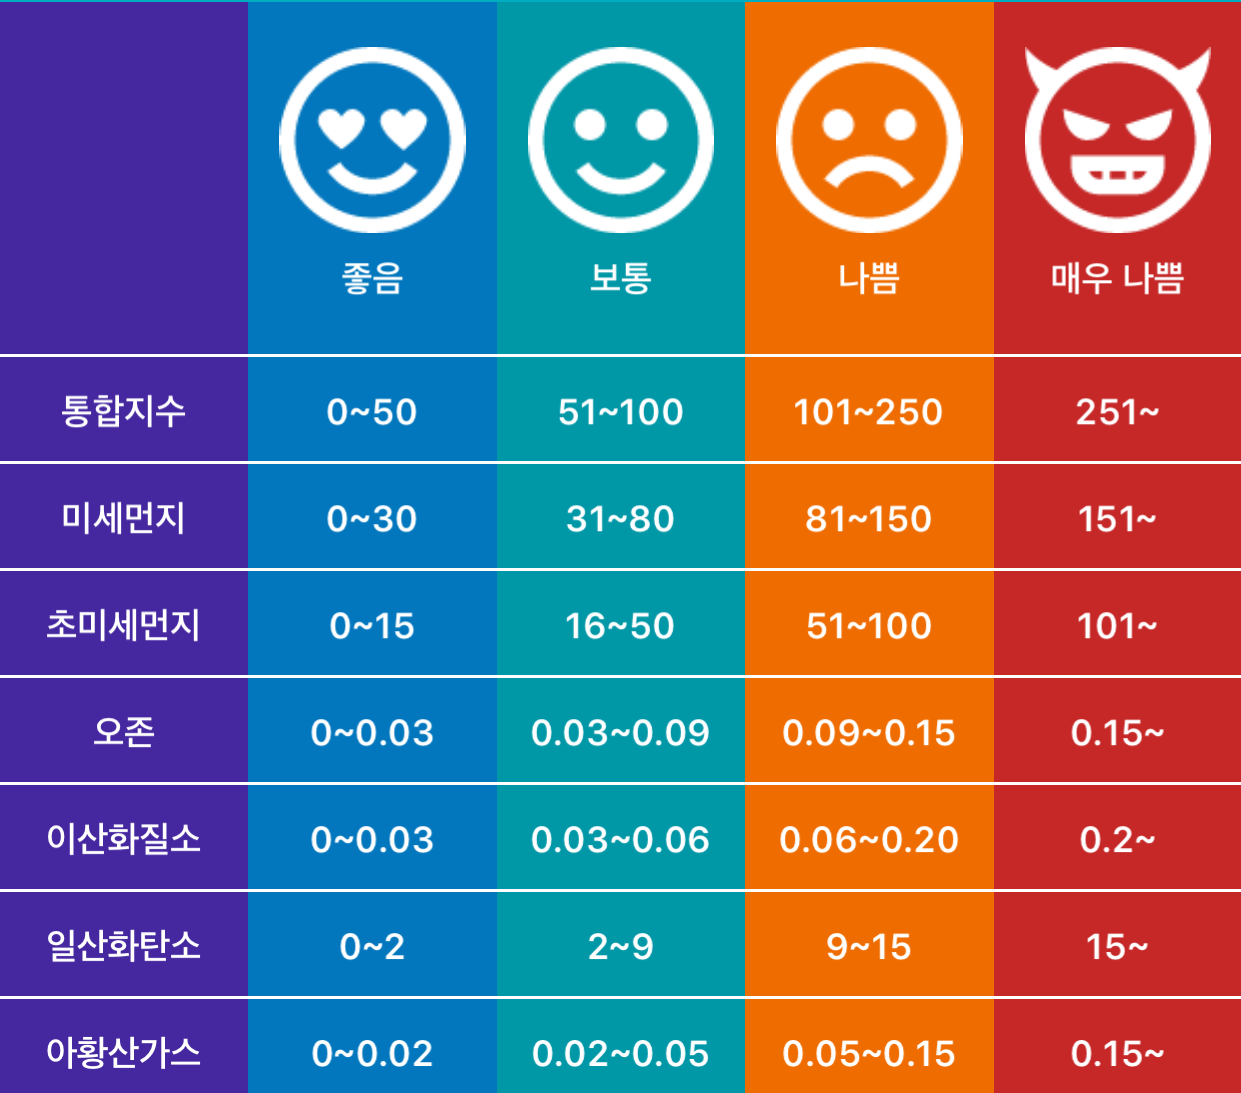 좋음 보통 나쁨 매우 나쁨
통합지수 0~50 51~100 101~250 251~
미세먼지 0~30 31~80 81~150 151~
초미세먼지 0~15 16~50 51~100 101~
오존 0~0.03 0.03~0.09 0.09~0.15 0.15~
이산화질소 0~0.03 0.03~0.06 0.06~0.20 0.2~
일산화탄소 0~2 2~9 9~15 15~
아황산가스 0~0.02 0.02~0.05 0.05~0.15 0.15~